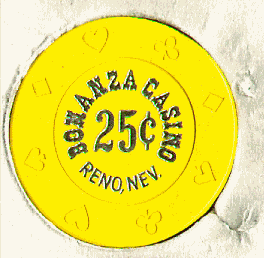 BONANZA CASINO
25¢
RENO, NEV.